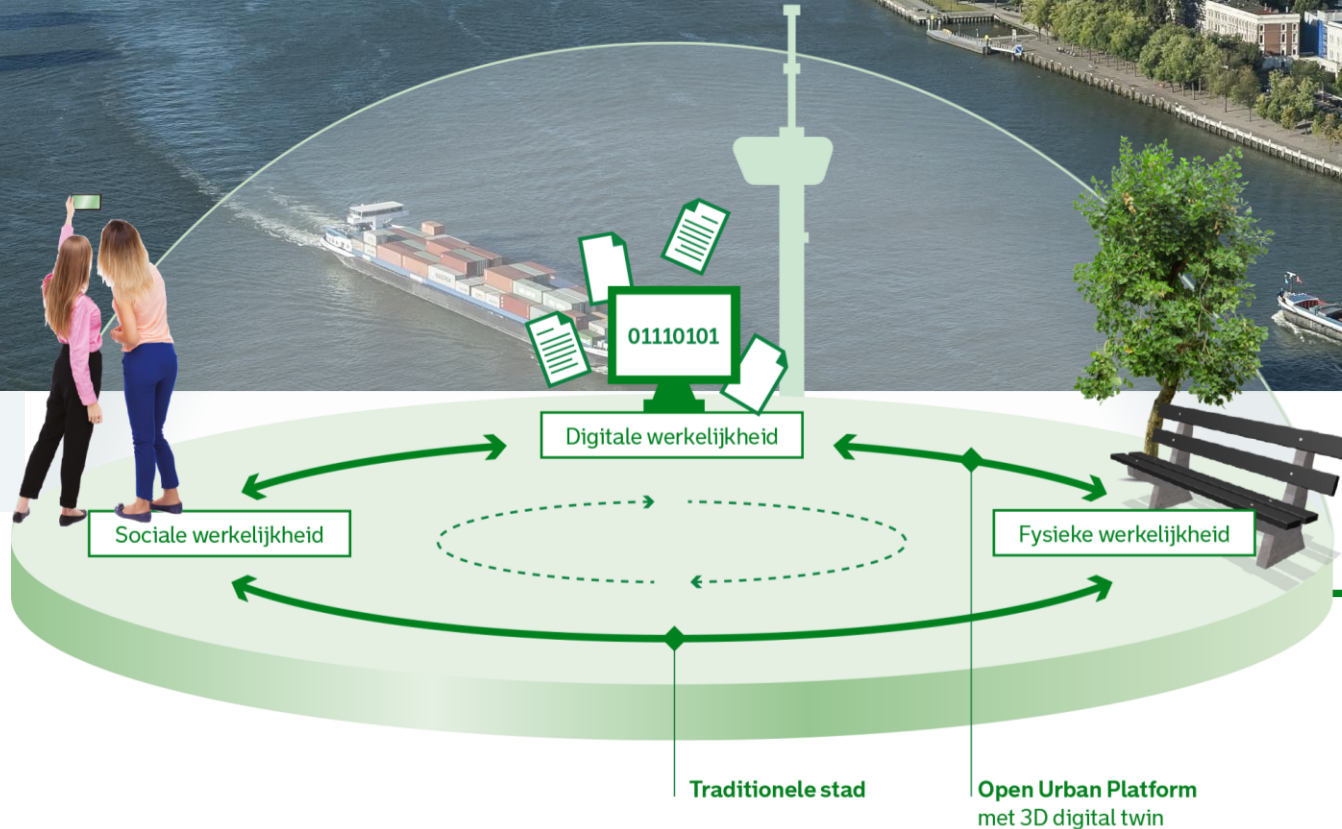 01110101
Digitale werkelijkheid
Sociale werkelijkheid
Fysieke werkelijkheid
Traditionele stad
Open Urban Platform
met 3D digital twin